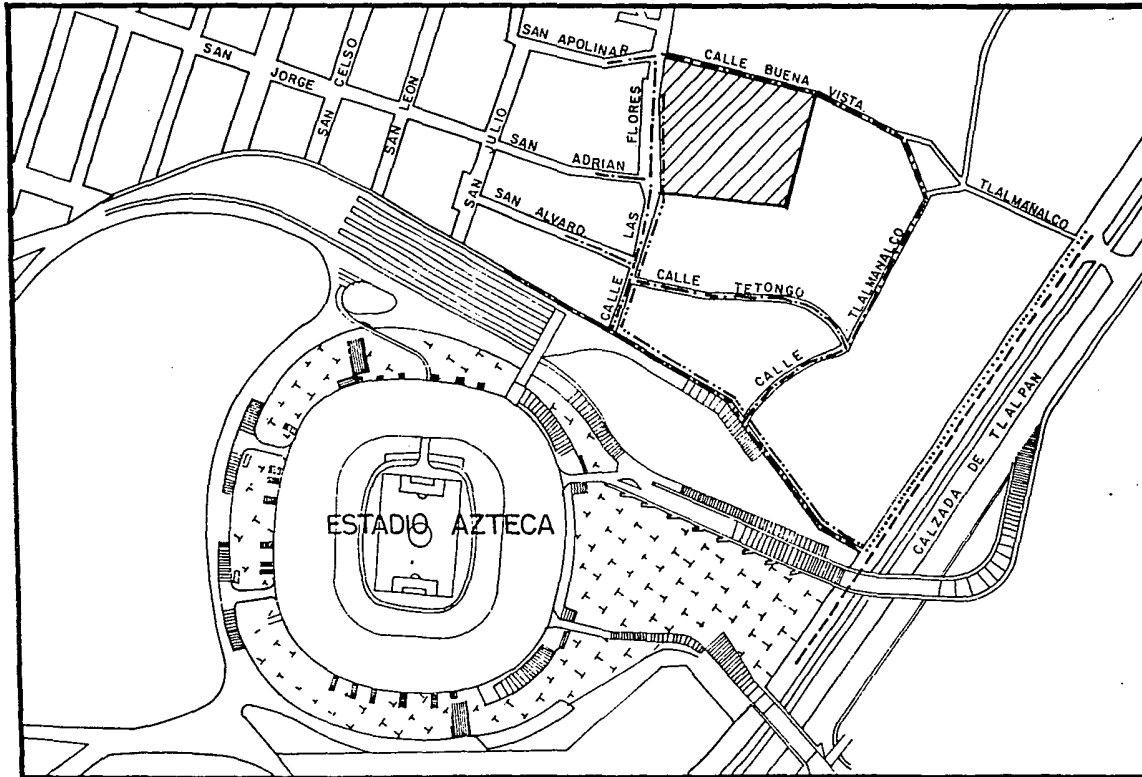 SAN APOLINAR
CALLE BUENA VISTA
SAN JORGE
SAN CELSO
SAN LEON
SAN JULIO
SAN ADRIAN
SAN ALVARO
CALLE LAS FLORES
CALLE TETONGO
CALLE TLALMANALCO
TLALMANALCO
CALZADA DE TLALPAN
ESTADIO AZTECA